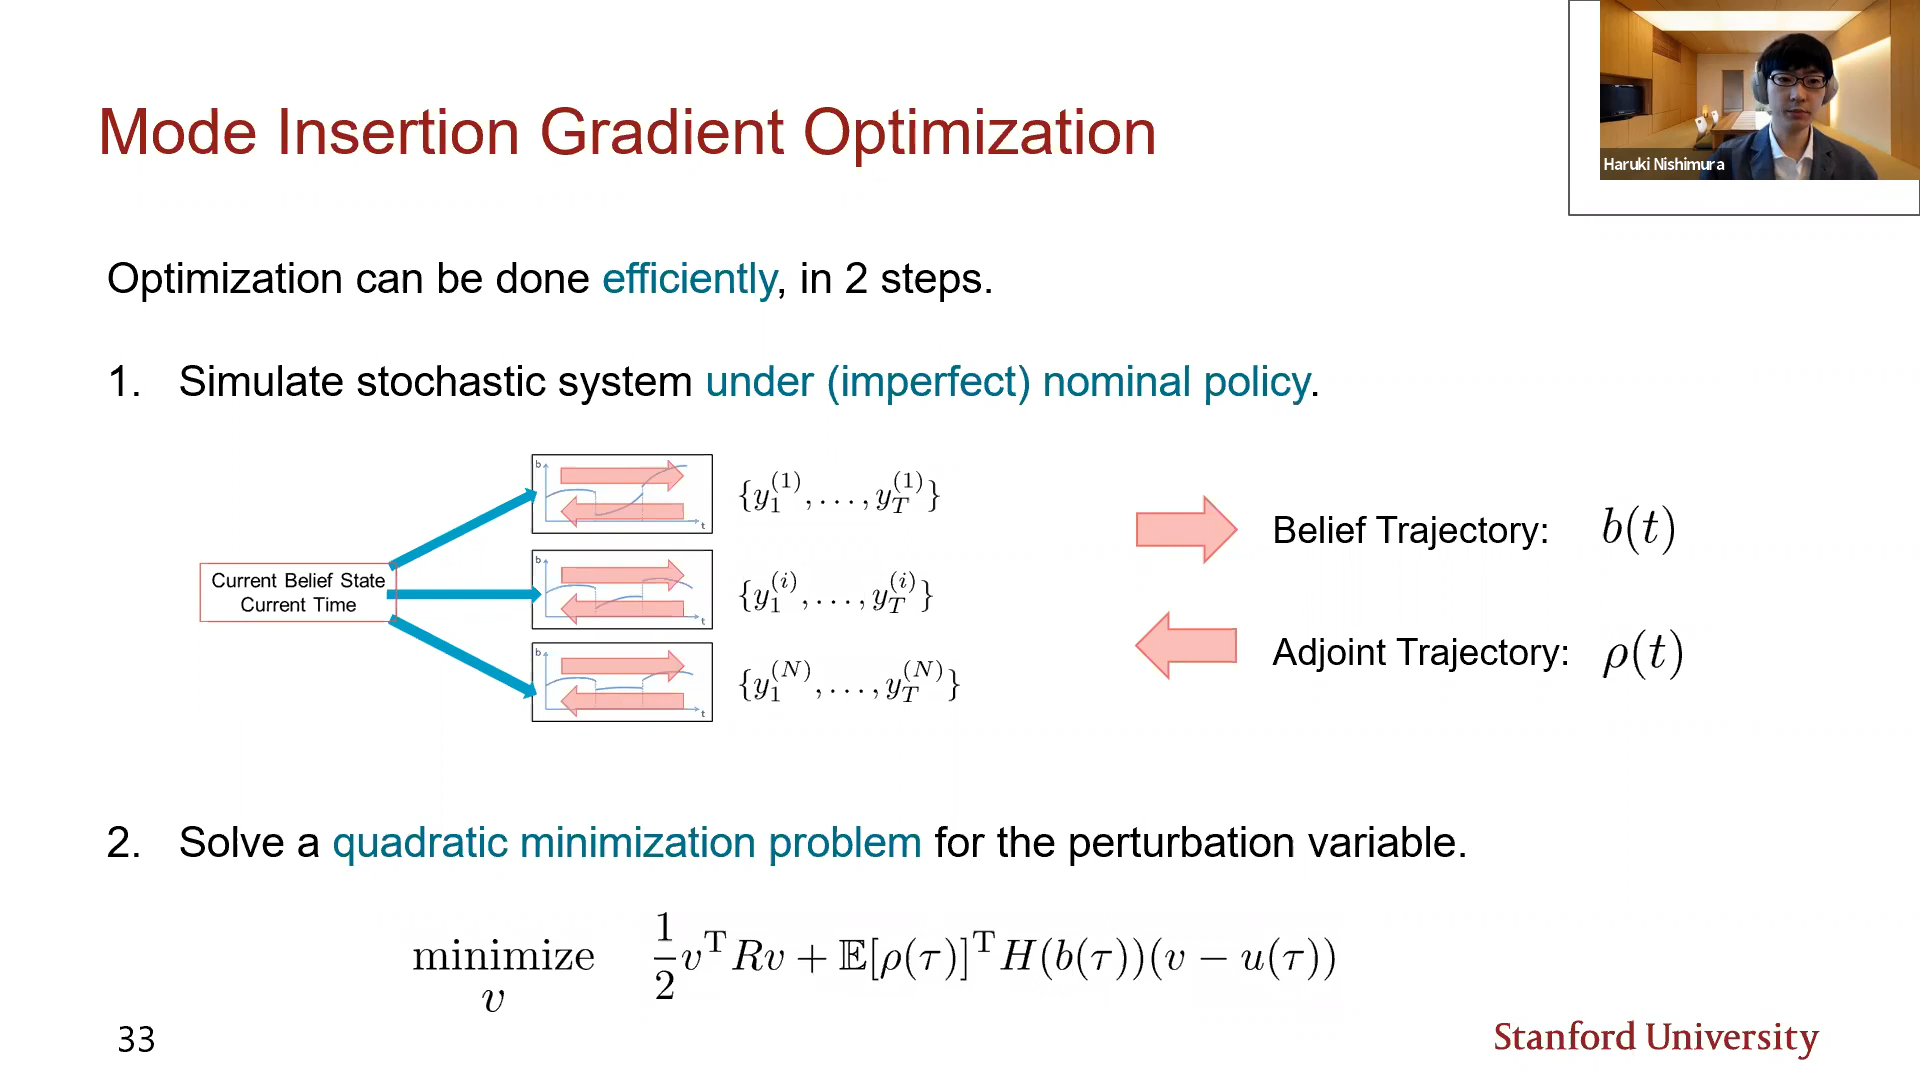 Mode Insertion Gradient Optimization
Haruki Nishimura
Optimization can be done efficiently, in 2 steps.
1. Simulate stochastic system under (imperfect) nominal policy.
Current Belief State
Current Time
b
t
{y_1^{(1)}, . . . , y_T^{(1)}}
b
t
{y_1^{(i)}, . . . , y_T^{(i)}}
b
t
{y_1^{(N)}, . . . , y_T^{(N)}}
Belief Trajectory: b(t)
Adjoint Trajectory: ρ(t)
2. Solve a quadratic minimization problem for the perturbation variable.
minimize_v \frac{1}{2} v^T R v + 𝔼[ρ(τ)]^T H(b(τ))(v − u(τ))
33
Stanford University